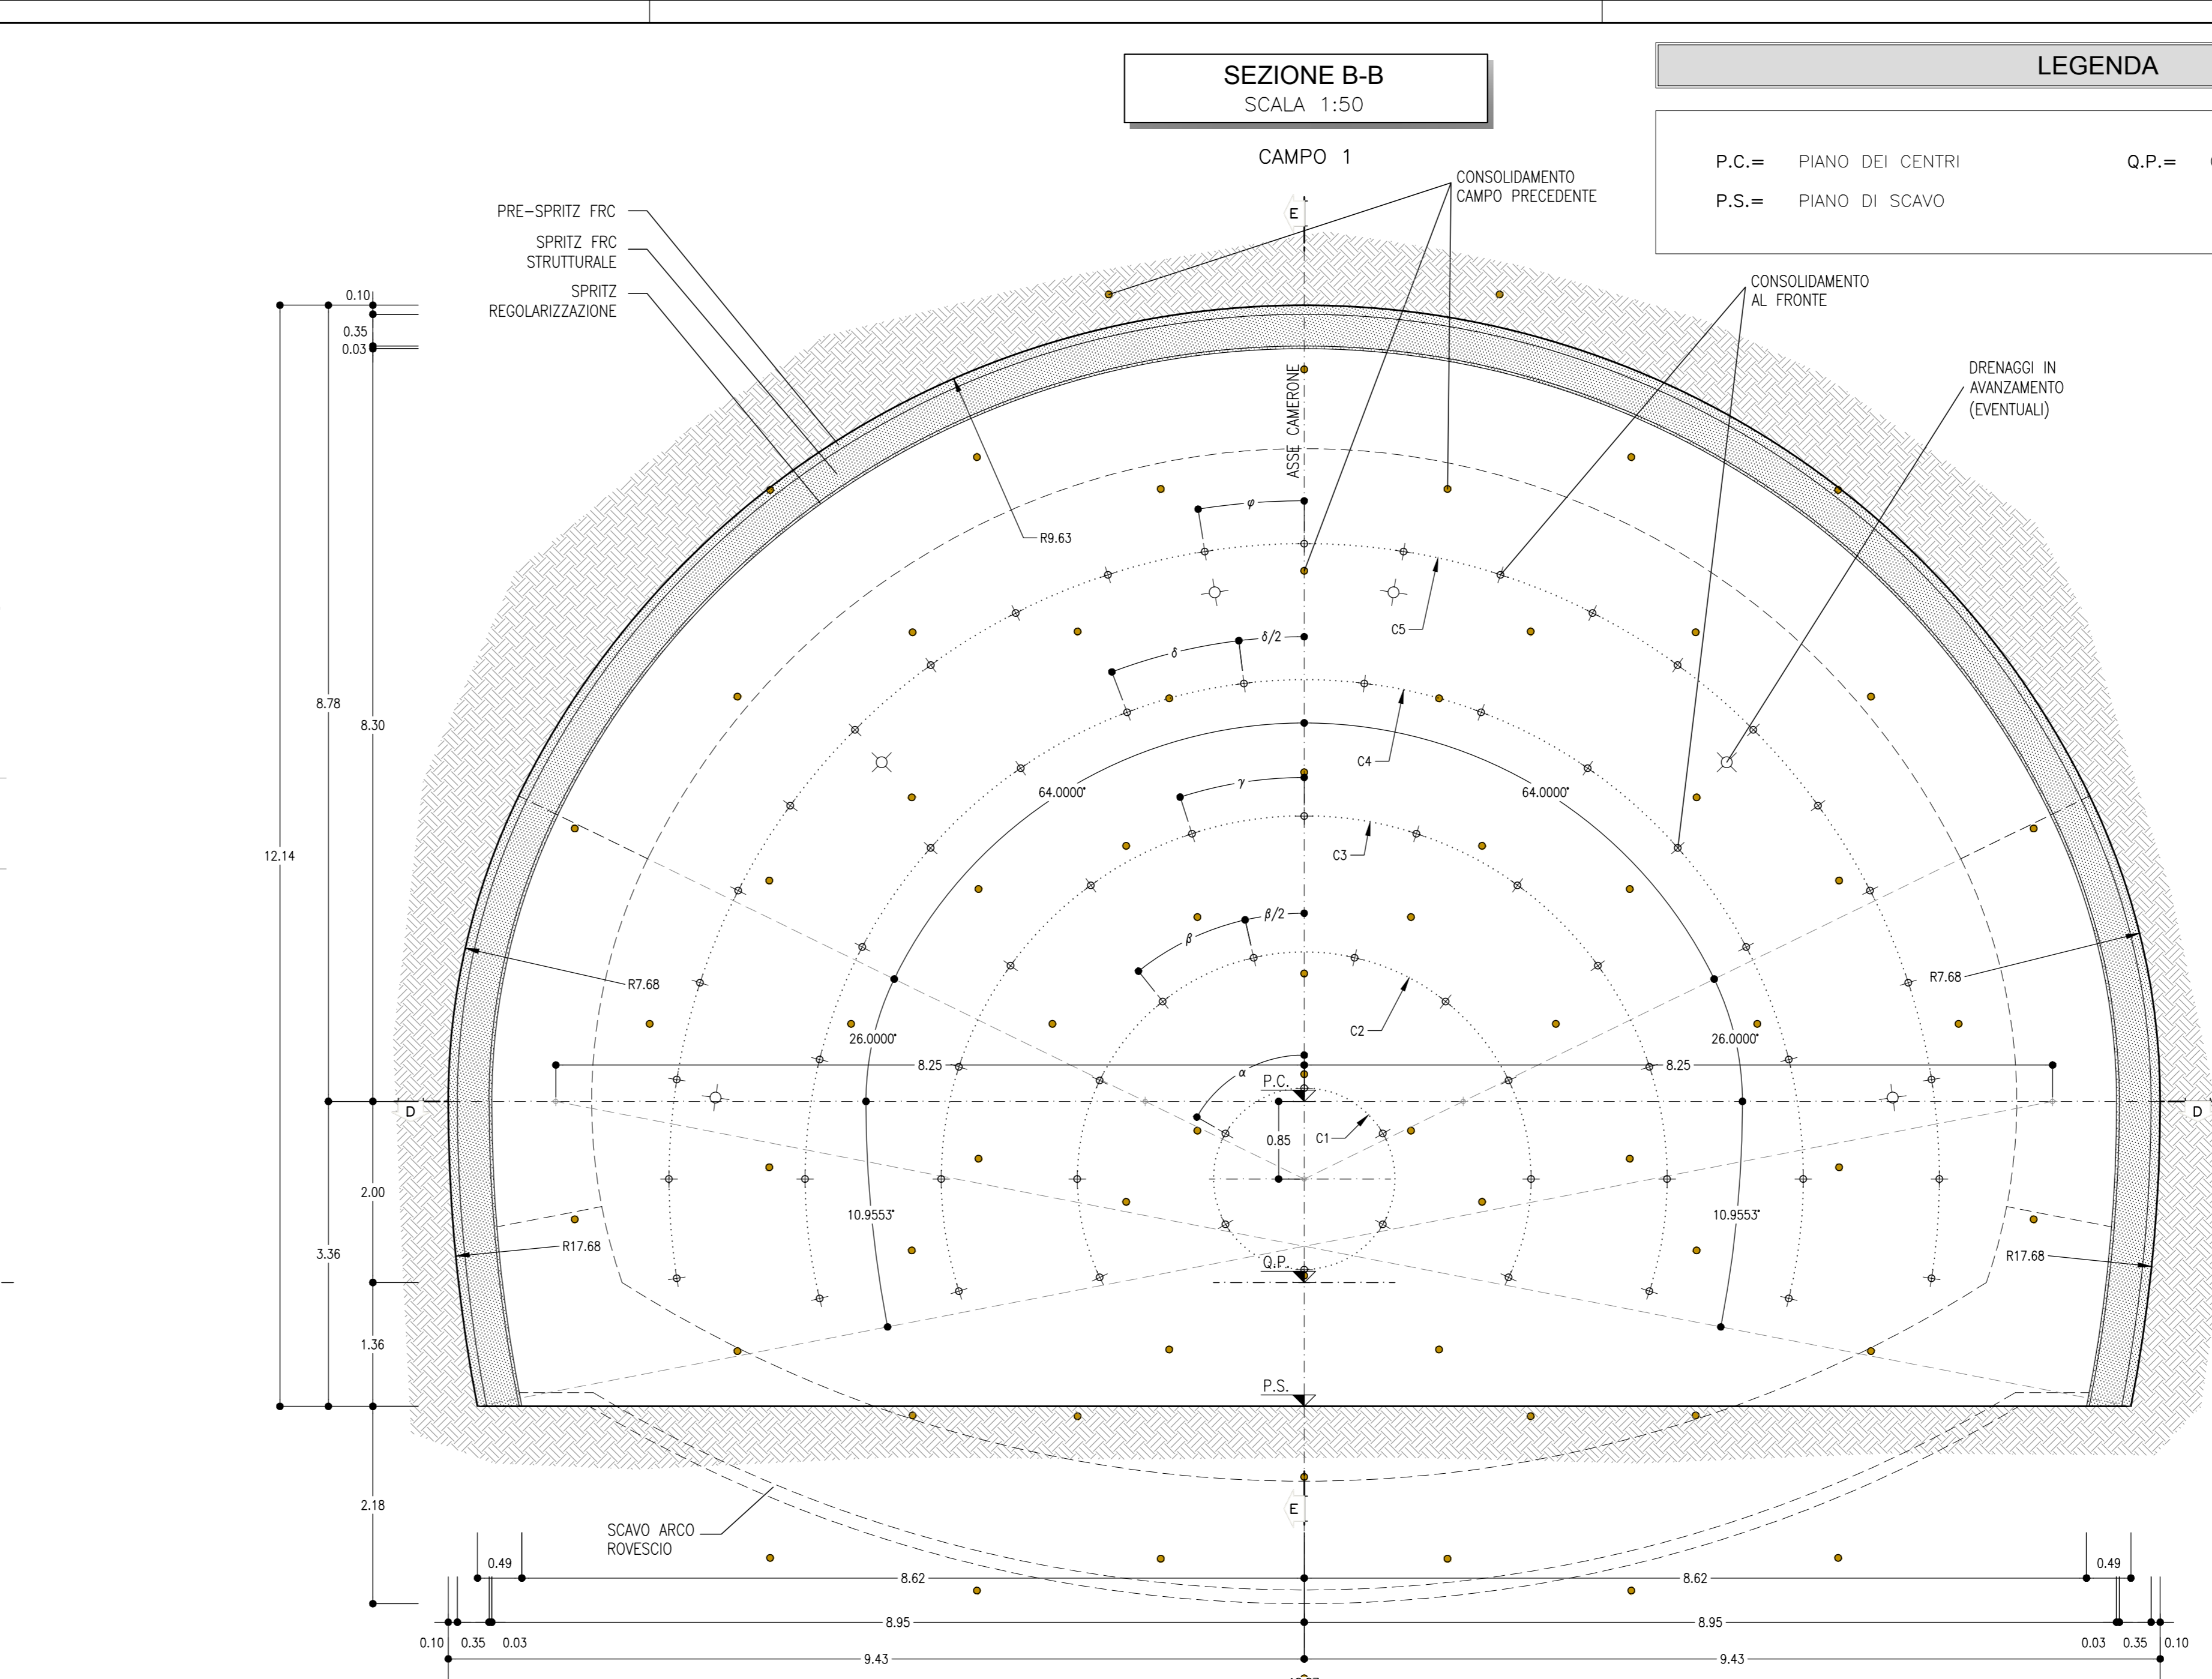 SEZIONE B-B
SCALA 1:50
CAMPO 1
LEGENDA
P.C.= PIANO DEI CENTRI
Q.P.=
P.S.= PIANO DI SCAVO
PRE-SPRITZ FRC
SPRITZ FRC
STRUTTURALE
SPRITZ
REGOLARIZZAZIONE
CONSOLIDAMENTO
CAMPO PRECEDENTE
CONSOLIDAMENTO
AL FRONTE
DRENAGGI IN
AVANZAMENTO
(EVENTUALI)
E
ASSE CAMERONE
0.10
0.35
0.03
8.78
8.30
12.14
2.00
3.36
1.36
2.18
R9.63
φ
C5
δ
δ/2
C4
64.0000°
64.0000°
γ
C3
β
β/2
C2
R7.68
R7.68
26.0000°
26.0000°
8.25
8.25
α
P.C.
D
D
0.85
C1
10.9553°
10.9553°
R17.68
R17.68
Q.P.
P.S.
E
SCAVO ARCO
ROVESCIO
0.49
0.49
8.62
8.62
8.95
8.95
0.10 0.35 0.03
0.03 0.35 0.10
9.43
9.43